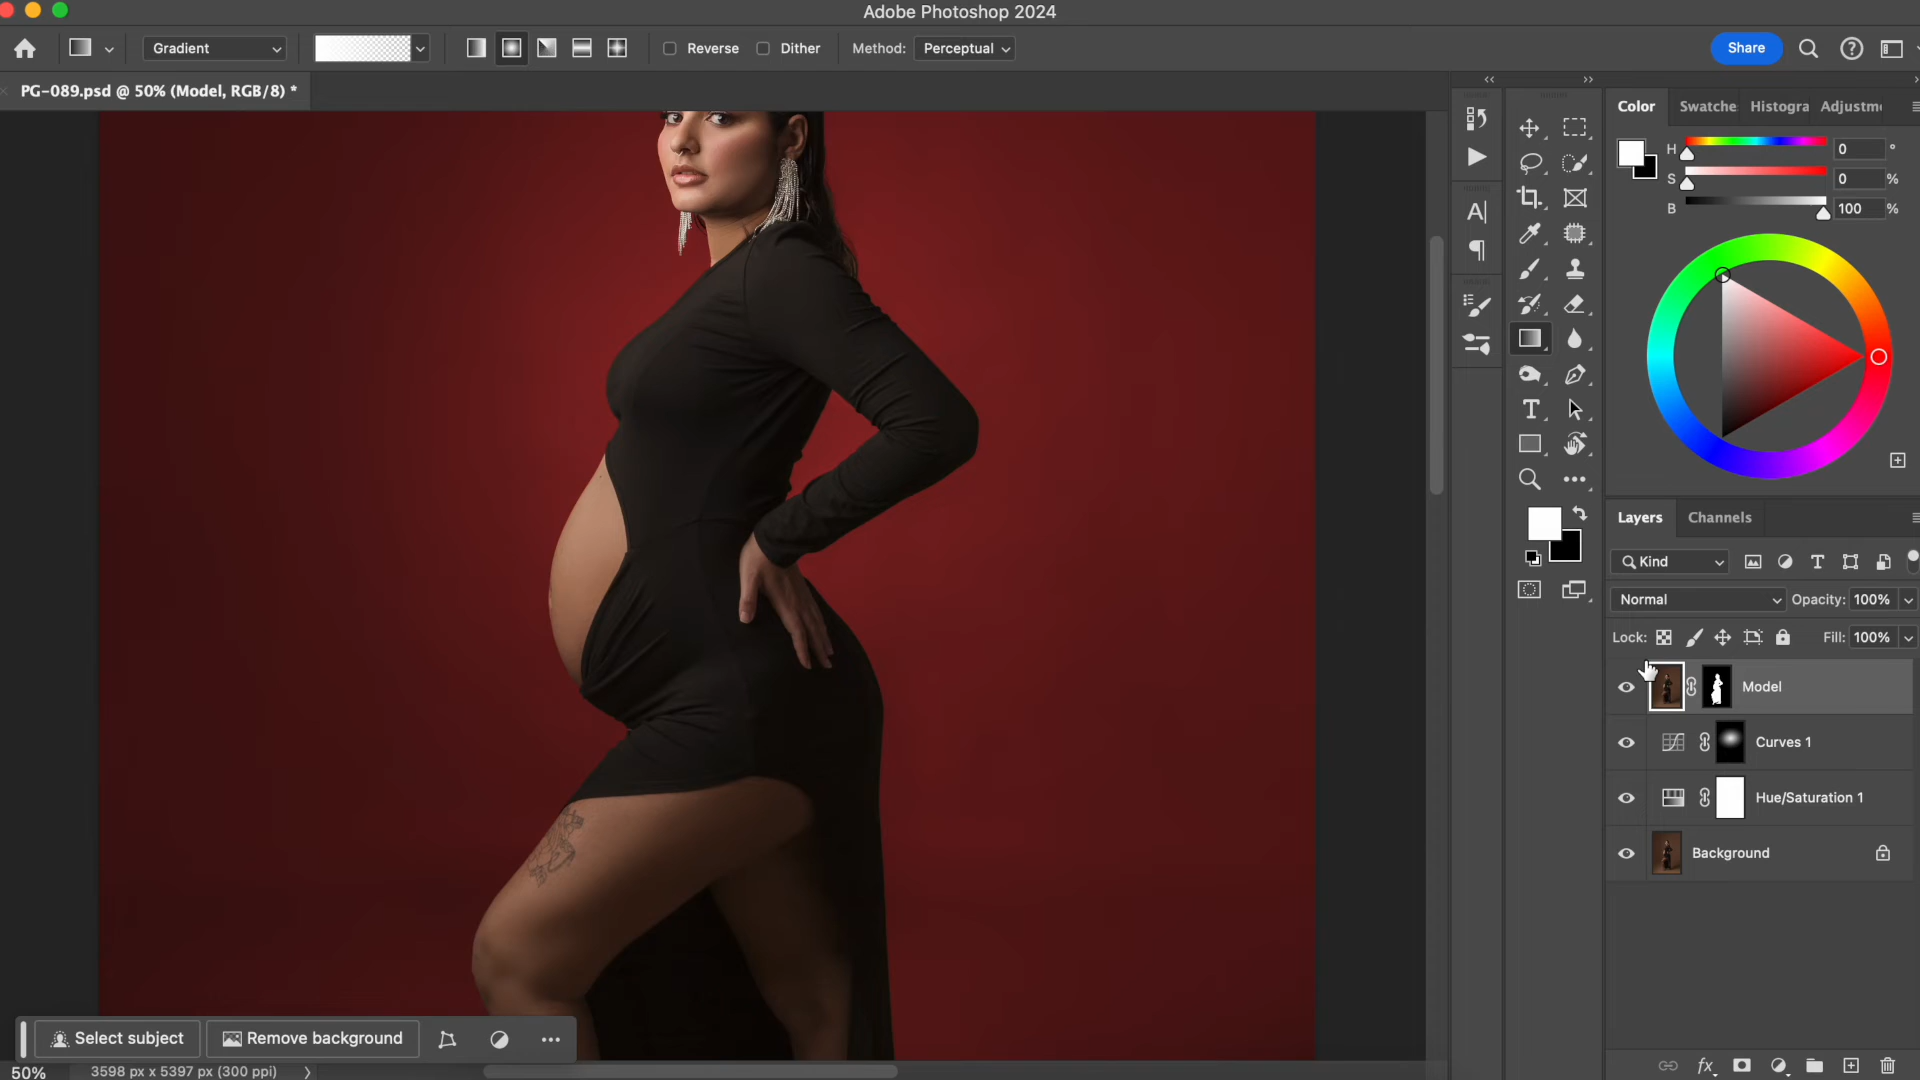 Adobe Photoshop 2024
Gradient
Reverse
Dither
Method: Perceptual
Share
PG-089.psd @ 50% (Model, RGB/8) *
Color
Swatche
Histogra
Adjustm
H 0 °
S 0 %
B 100 %
Layers
Channels
Kind
Normal
Opacity: 100%
Lock:
Fill: 100%
Model
Curves 1
Hue/Saturation 1
Background
Select subject
Remove background
50%
3598 px x 5397 px (300 ppi)